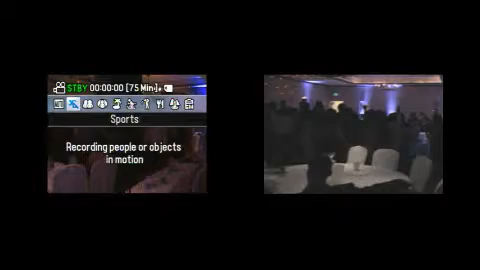 STBY 00:00:00 [75 Min]
Sports
Recording people or objects
in motion